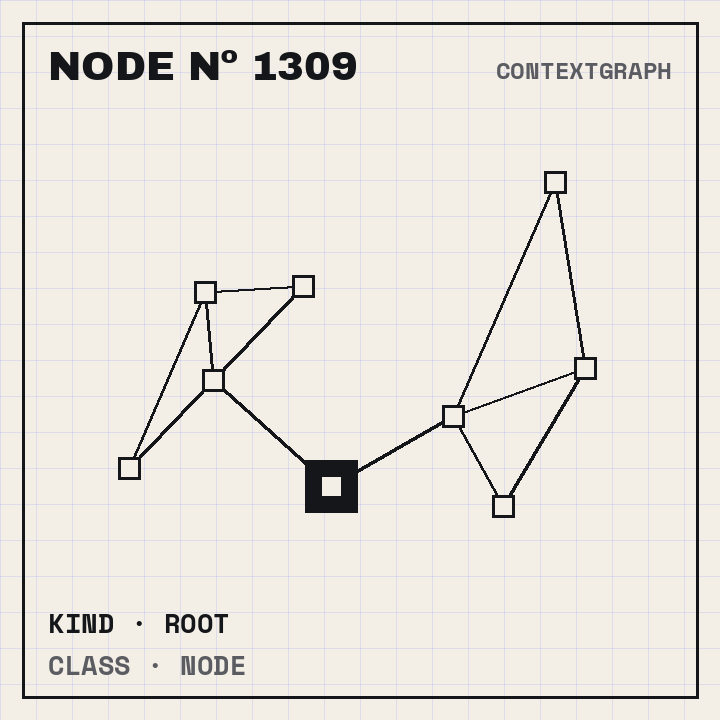 NODE Nº 1309
CONTEXTGRAPH
KIND · ROOT
CLASS · NODE